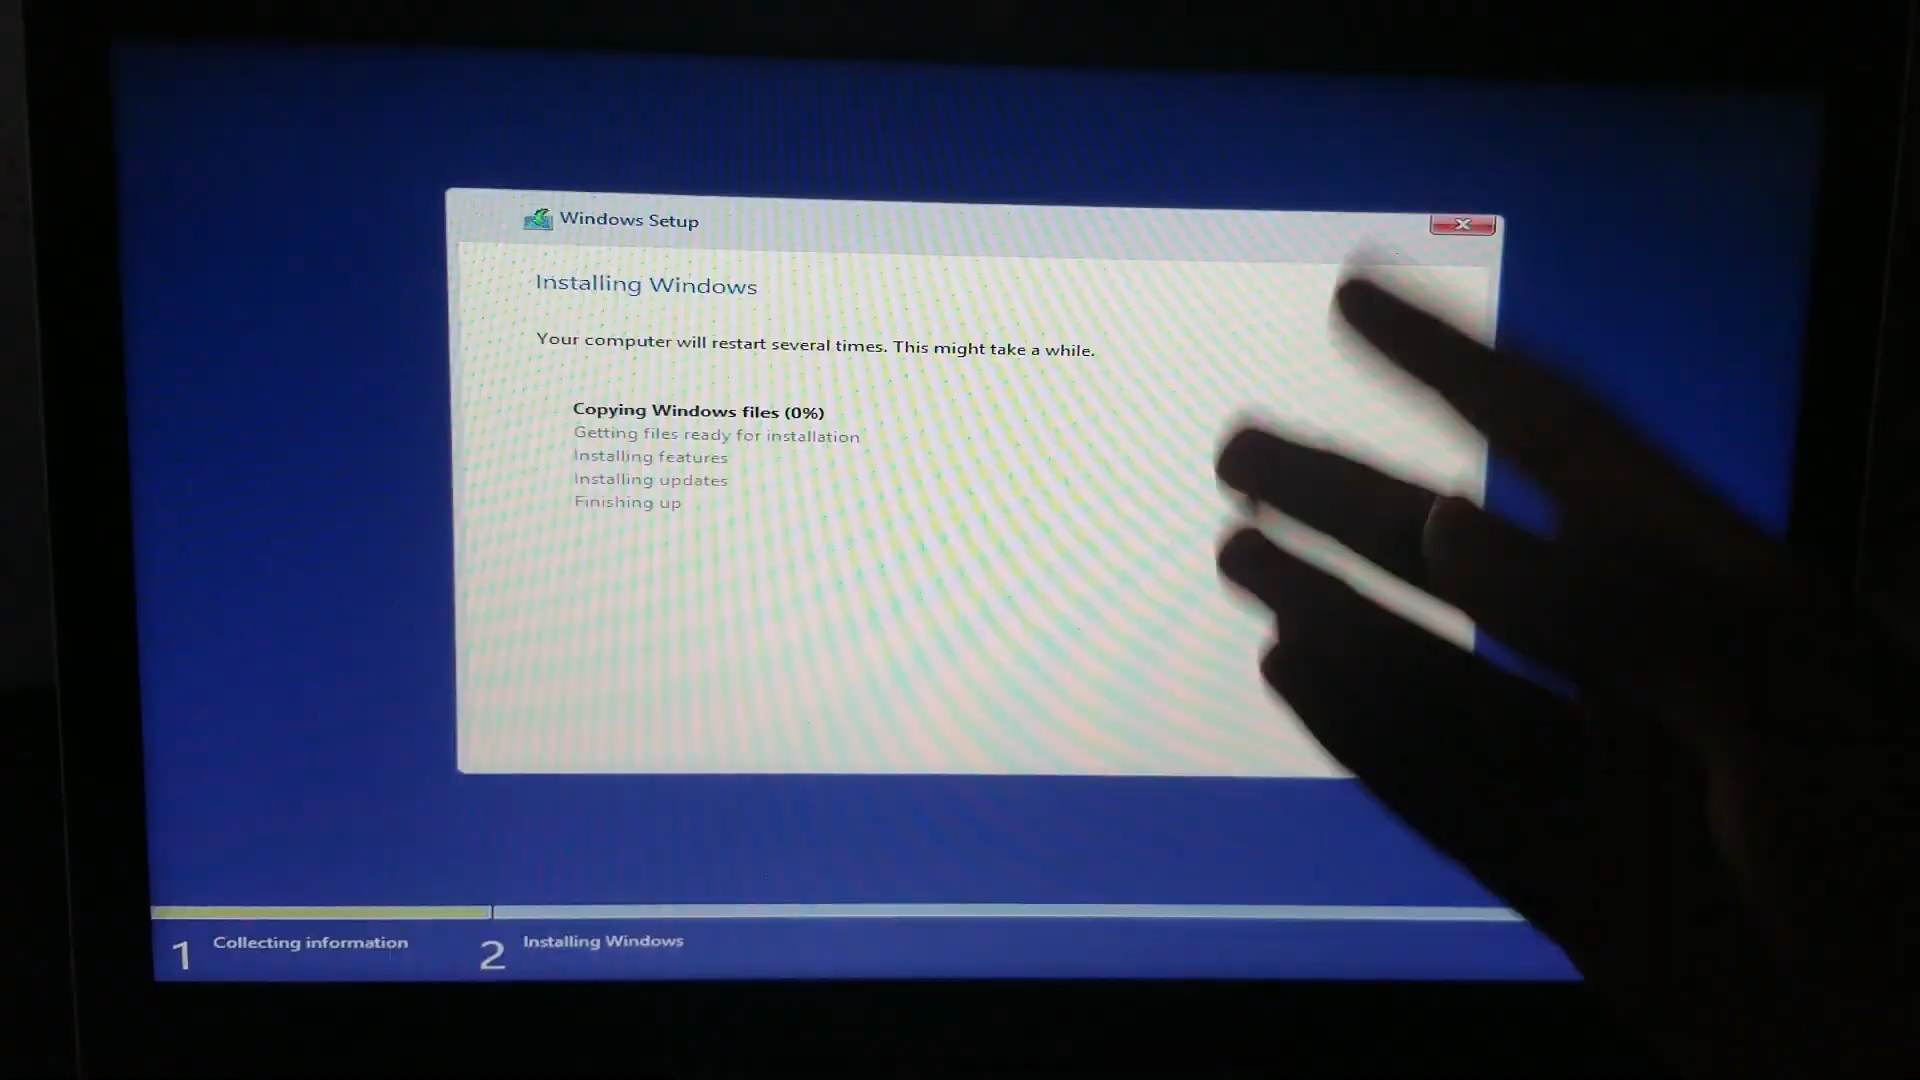 Windows Setup
Installing Windows
Your computer will restart several times. This might take a while.
Copying Windows files (0%)
Getting files ready for installation
Installing features
Installing updates
Finishing up
1 Collecting information
2 Installing Windows